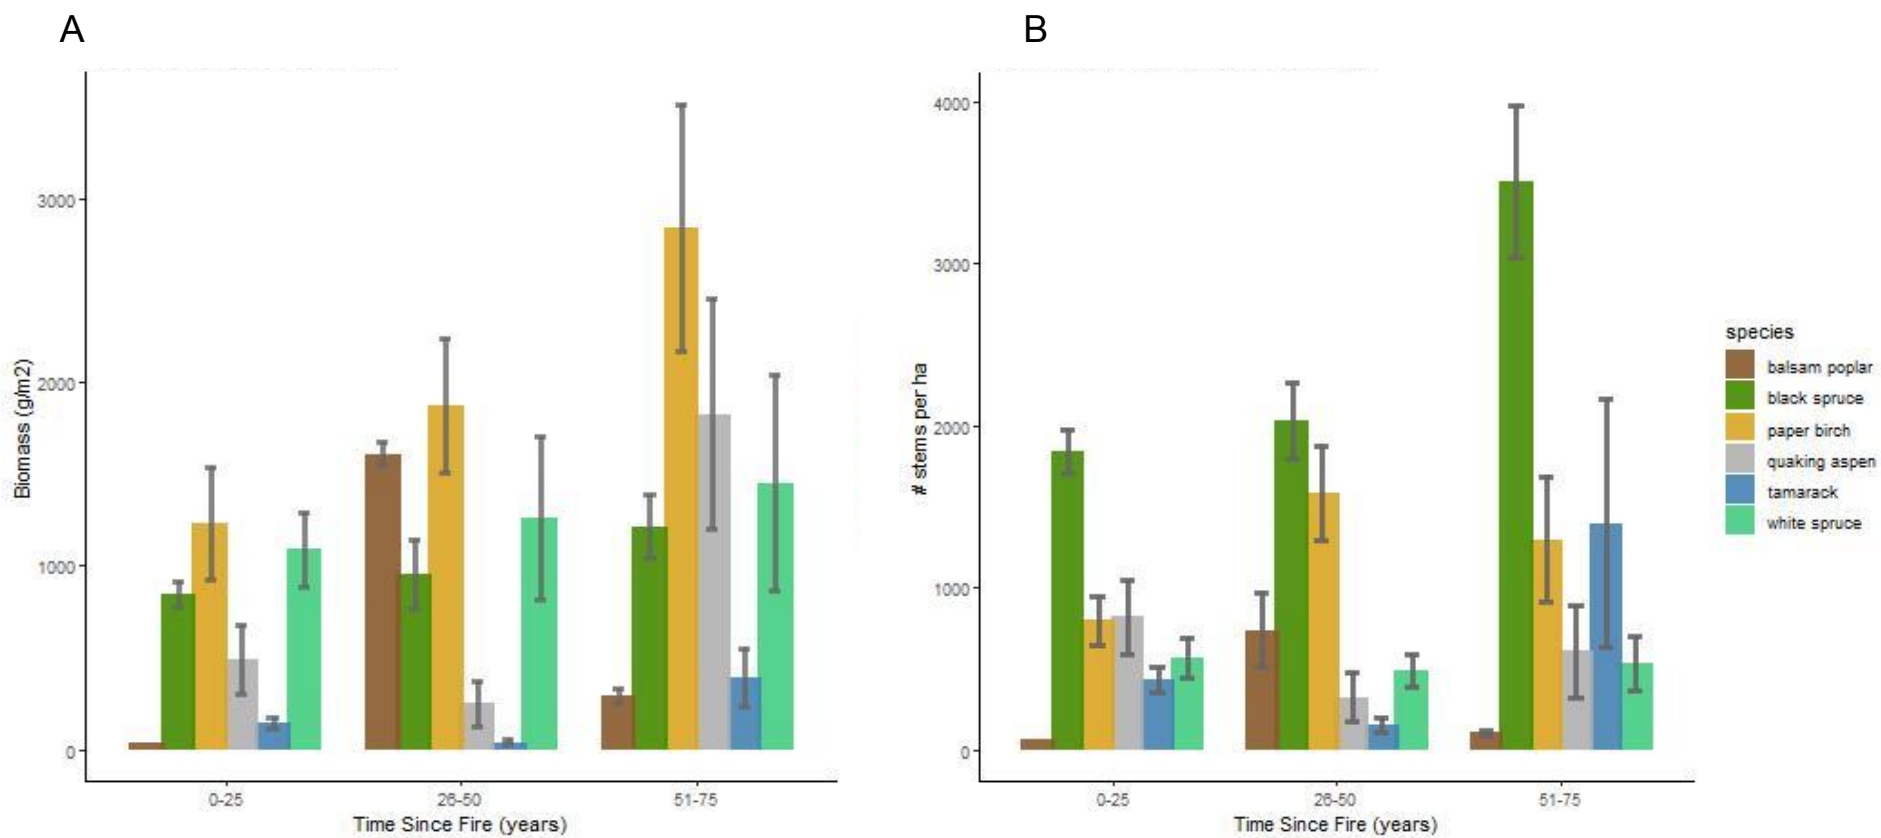 A
B
Biomass (g/m2)
3000
2000
1000
0
0-25
26-50
51-75
Time Since Fire (years)
# stems per ha
4000
3000
2000
1000
0
0-25
26-50
51-75
Time Since Fire (years)
species
balsam poplar
black spruce
paper birch
quaking aspen
tamarack
white spruce